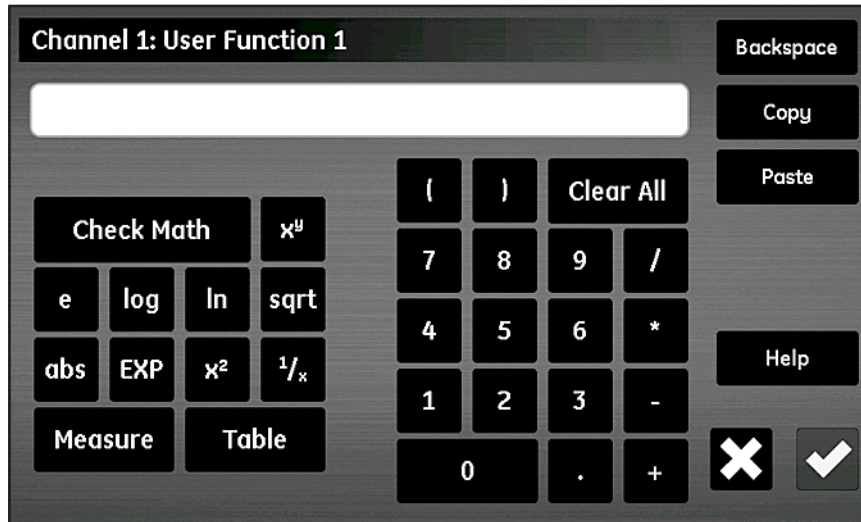 Channel 1: User Function 1
Backspace
Copy
Paste
( ) Clear All
Check Math xʸ
7 8 9 /
e log ln sqrt
4 5 6 *
Help
abs EXP x² ¹/ₓ
1 2 3 -
Measure Table
0 . +